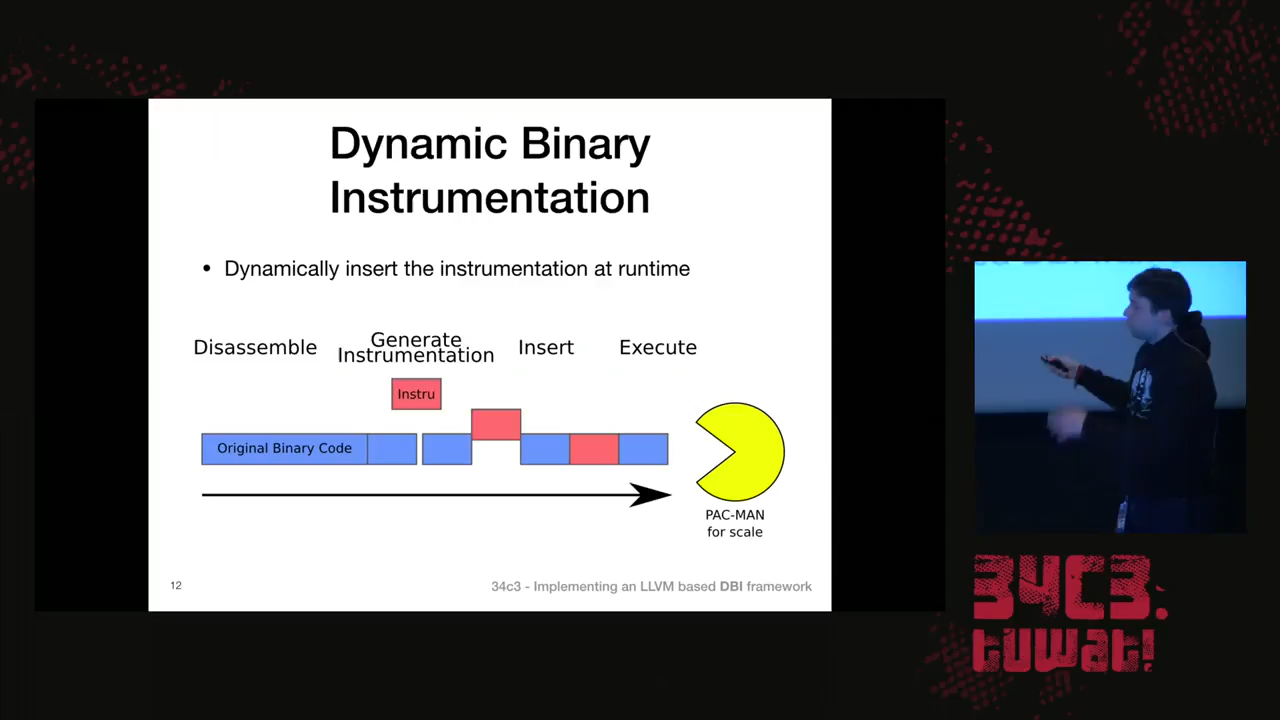 Dynamic Binary
Instrumentation
• Dynamically insert the instrumentation at runtime
Disassemble
Generate
Instrumentation
Insert
Execute
Instru
Original Binary Code
PAC-MAN
for scale
12
34c3 - Implementing an LLVM based DBI framework
34C3.
tuwat!